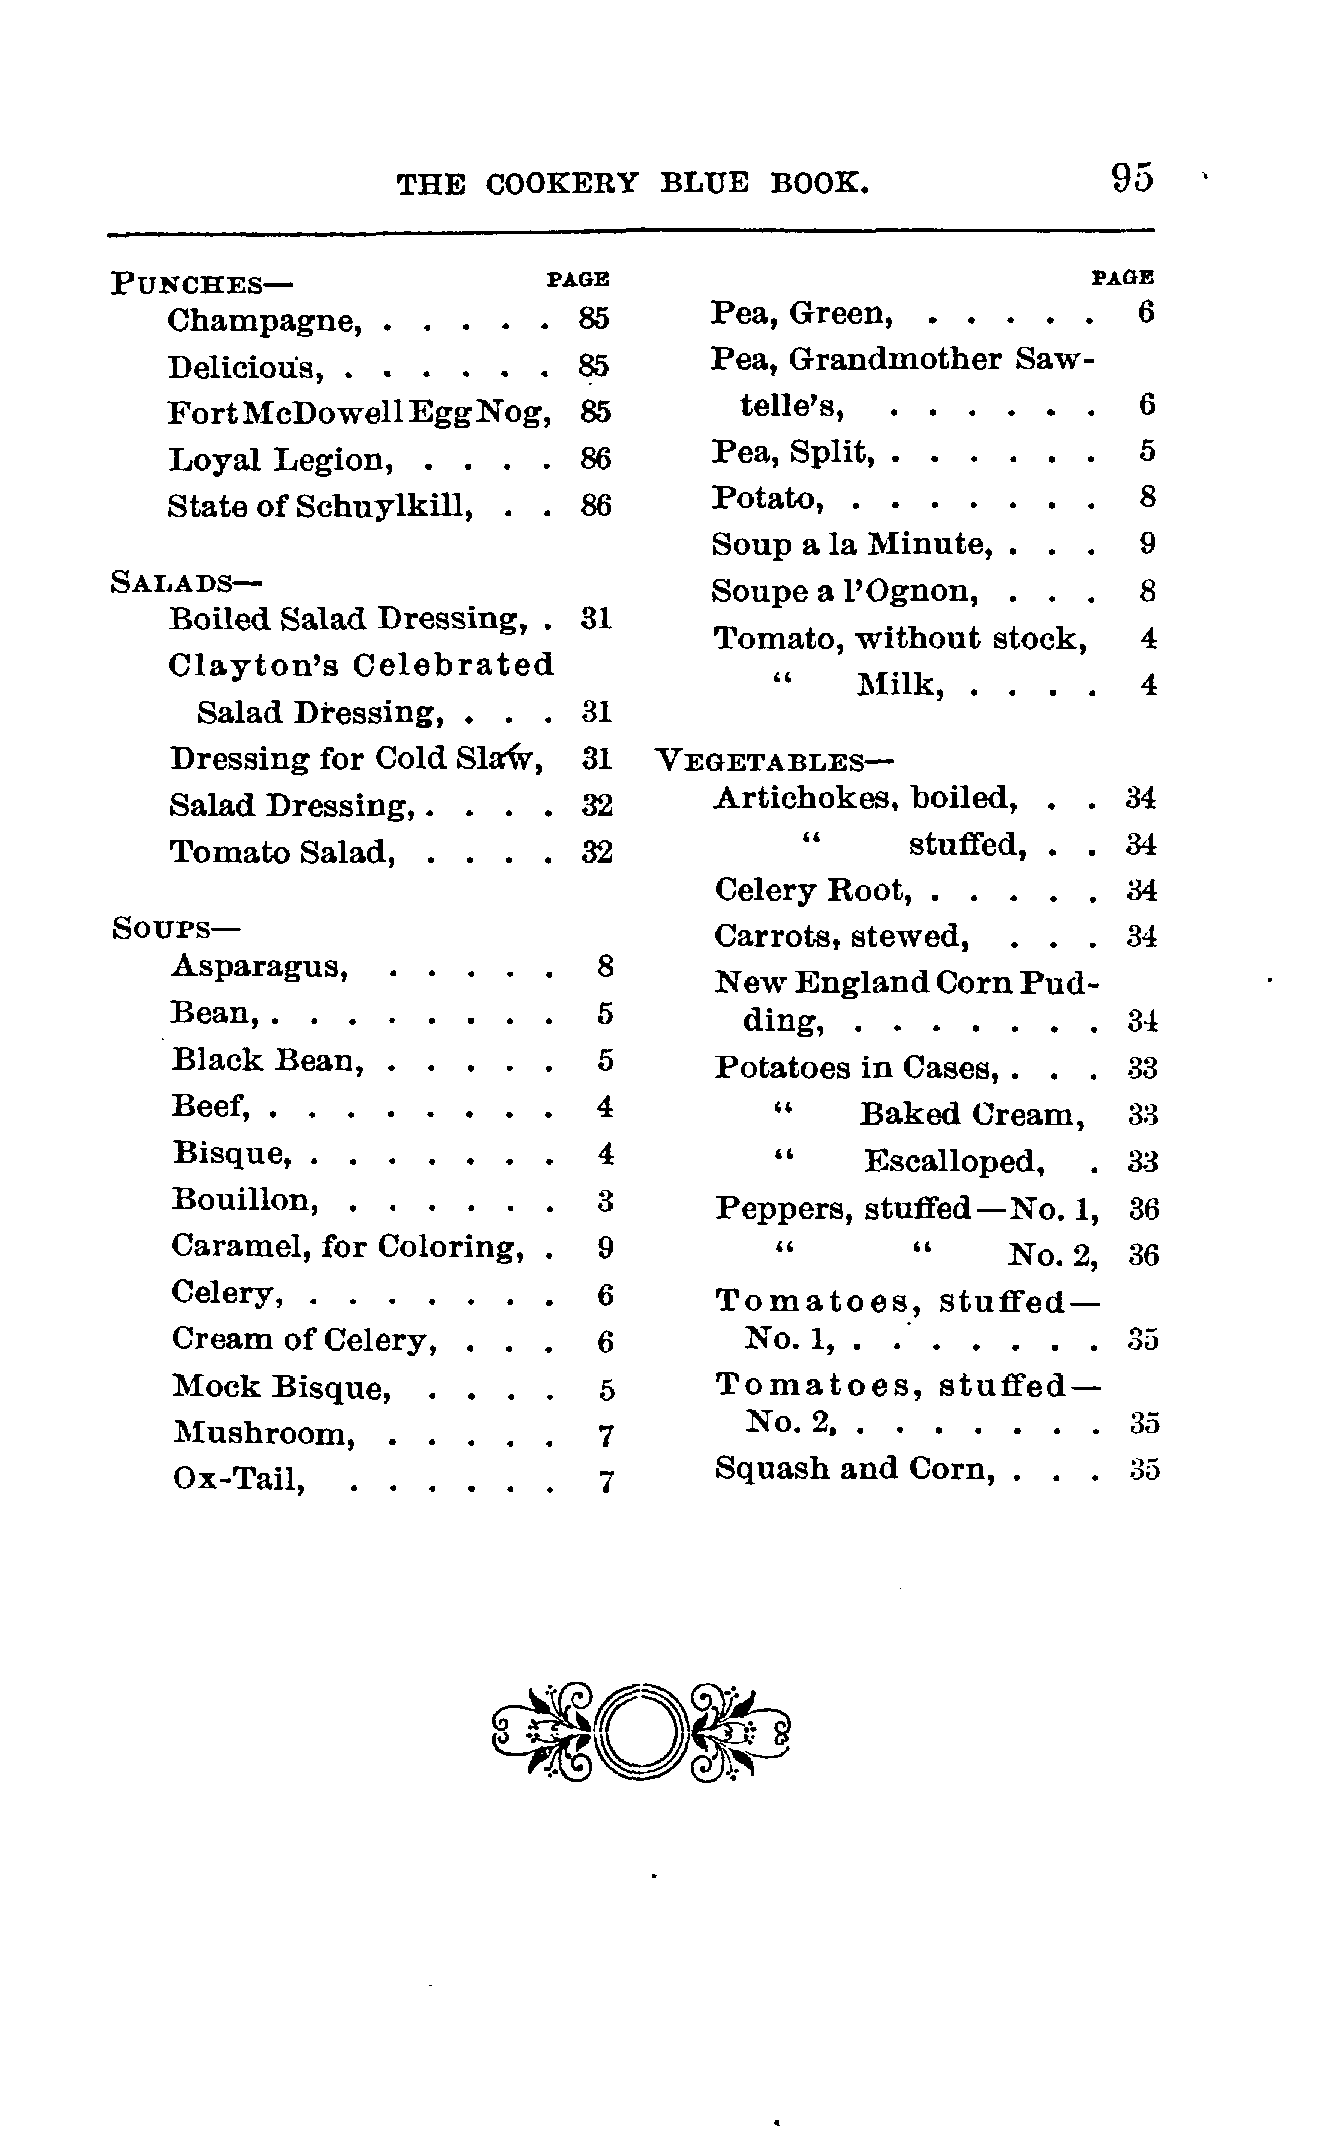 THE COOKERY BLUE BOOK. 95
PUNCHES— PAGE
Champagne, . . . . . 85
Delicious, . . . . . . 85
Fort McDowell Egg Nog, 85
Loyal Legion, . . . . 86
State of Schuylkill, . . 86
SALADS—
Boiled Salad Dressing, . 31
Clayton's Celebrated
Salad Dressing, . . . 31
Dressing for Cold Slaw, 31
Salad Dressing, . . . . 32
Tomato Salad, . . . . 32
SOUPS—
Asparagus, . . . . . 8
Bean, . . . . . . . . 5
Black Bean, . . . . . 5
Beef, . . . . . . . . 4
Bisque, . . . . . . . 4
Bouillon, . . . . . . 3
Caramel, for Coloring, . 9
Celery, . . . . . . . 6
Cream of Celery, . . . 6
Mock Bisque, . . . . 5
Mushroom, . . . . . 7
Ox-Tail, . . . . . . 7
PAGE
Pea, Green, . . . . . 6
Pea, Grandmother Saw-
telle's, . . . . . . 6
Pea, Split, . . . . . . 5
Potato, . . . . . . . 8
Soup a la Minute, . . . 9
Soupe a l'Ognon, . . . 8
Tomato, without stock, 4
" Milk, . . . . 4
VEGETABLES—
Artichokes, boiled, . . 34
" stuffed, . . 34
Celery Root, . . . . . 34
Carrots, stewed, . . . 34
New England Corn Pud-
ding, . . . . . . . 34
Potatoes in Cases, . . . 33
" Baked Cream, 33
" Escalloped, . 33
Peppers, stuffed—No. 1, 36
" " No. 2, 36
Tomatoes, stuffed—
No. 1, . . . . . . . 35
Tomatoes, stuffed—
No. 2, . . . . . . . 35
Squash and Corn, . . . 35